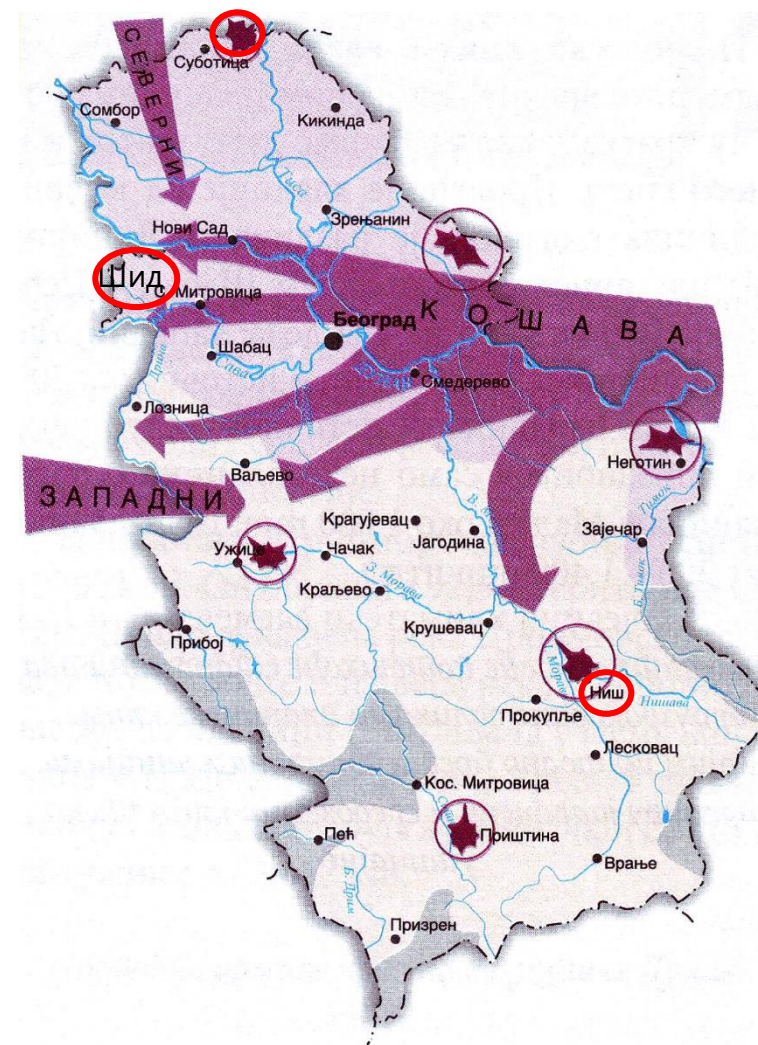 СЕВЕРНИ
Суботица
Сомбор
Кикинда
Тиса
Зрењанин
Нови Сад
Шид
С. Митровица
КОШАВА
Београд
Шабац
Сава
ДУНАВ
Смедерево
Дрина
Лозница
Ваљево
Неготин
ЗАПАДНИ
Тимок
Крагујевац
Јагодина
Зајечар
Ужице
Чачак
З. Морава
Б. Тимок
Краљево
Крушевац
Прибој
Ниш
Нишава
Прокупље
Лесковац
Кос. Митровица
Пећ
Приштина
Врање
Б. Дрим
Призрен